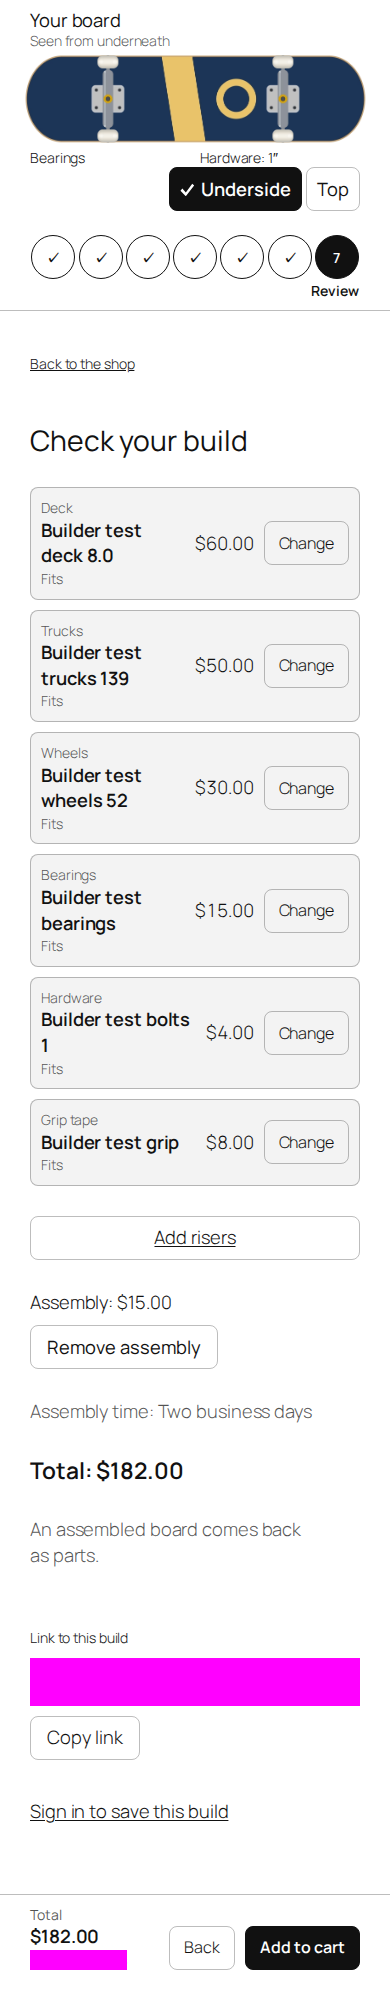 Your board
Seen from underneath
Bearings
Hardware: 1″
✓ Underside
Top
✓ ✓ ✓ ✓ ✓ ✓ 7
Review
Back to the shop
Check your build
Deck
Builder test
deck 8.0
Fits
$60.00
Change
Trucks
Builder test
trucks 139
Fits
$50.00
Change
Wheels
Builder test
wheels 52
Fits
$30.00
Change
Bearings
Builder test
bearings
Fits
$15.00
Change
Hardware
Builder test bolts
1
Fits
$4.00
Change
Grip tape
Builder test grip
Fits
$8.00
Change
Add risers
Assembly: $15.00
Remove assembly
Assembly time: Two business days
Total: $182.00
An assembled board comes back
as parts.
Link to this build
Copy link
Sign in to save this build
Total
$182.00
Back
Add to cart